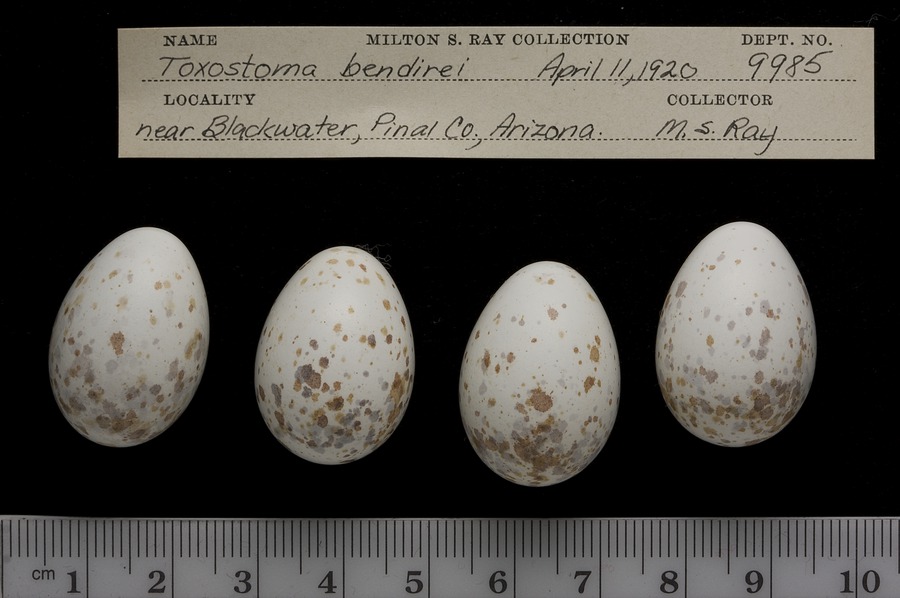 NAME MILTON S. RAY COLLECTION DEPT. NO.
Toxostoma bendirei April 11, 1920 9985
LOCALITY COLLECTOR
near Blackwater, Pinal Co., Arizona. M. S. Ray
cm 1 2 3 4 5 6 7 8 9 10